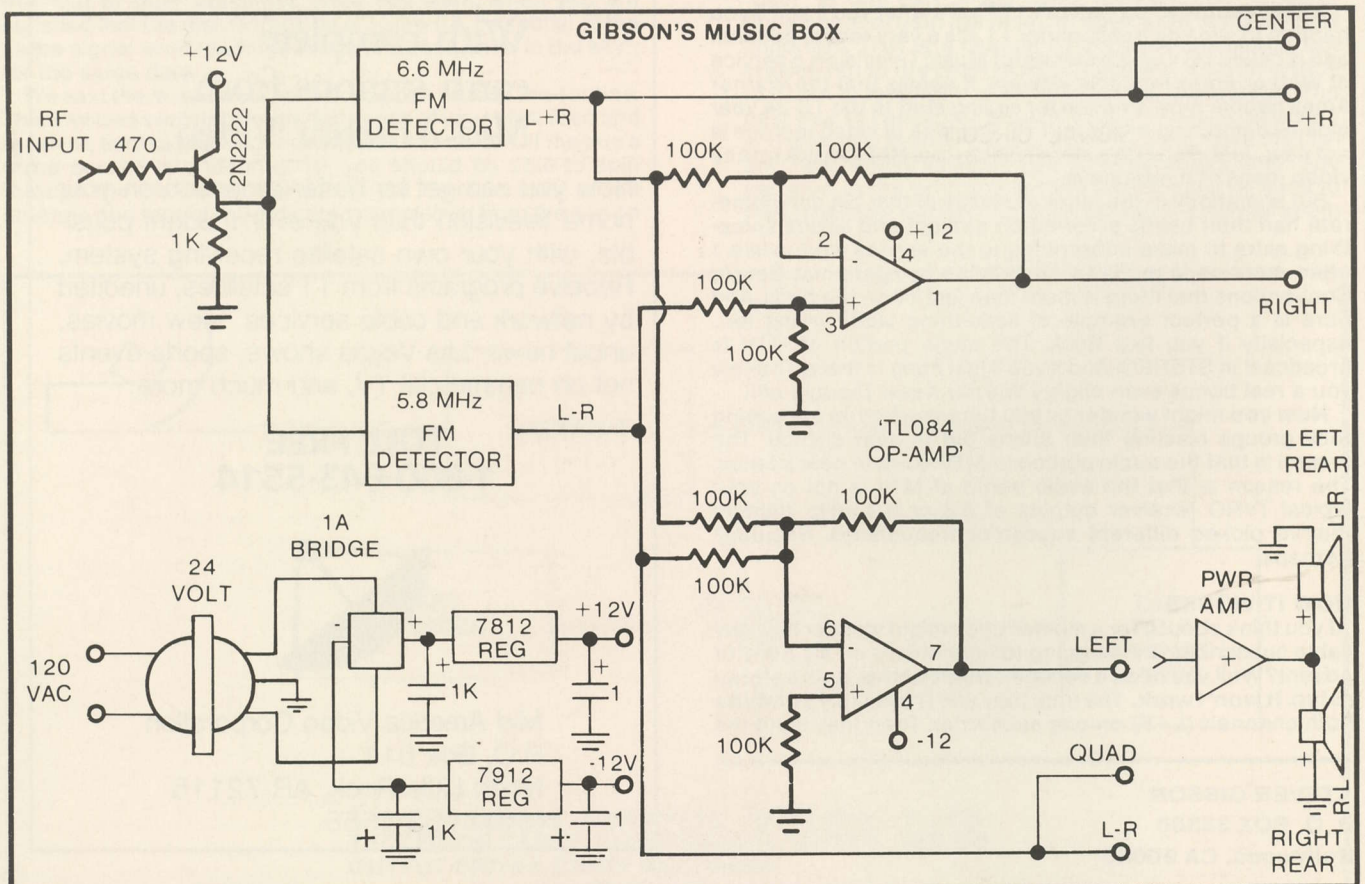 GIBSON'S MUSIC BOX
CENTER
L+R
+12V
RF
INPUT
470
2N2222
1K
6.6 MHz
FM
DETECTOR
L+R
100K
100K
2
-
+12
4
1
100K
+
3
100K
RIGHT
5.8 MHz
FM
DETECTOR
L-R
'TL084
OP-AMP'
100K
100K
100K
LEFT
REAR
L-R
1A
BRIDGE
24
VOLT
120
VAC
-
+
7812
REG
+12V
+
1K
+
1
6
-
7
5
+
4
-12
100K
LEFT
PWR
AMP
+
+
+
R-L
7912
REG
-12V
+
1K
+
1
QUAD
L-R
RIGHT
REAR